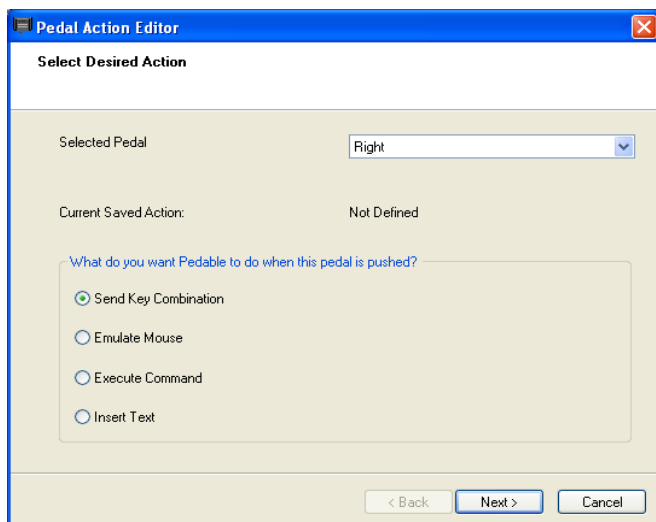 Pedal Action Editor
Select Desired Action
Selected Pedal Right
Current Saved Action: Not Defined
What do you want Pedable to do when this pedal is pushed?
Send Key Combination
Emulate Mouse
Execute Command
Insert Text
< Back Next > Cancel